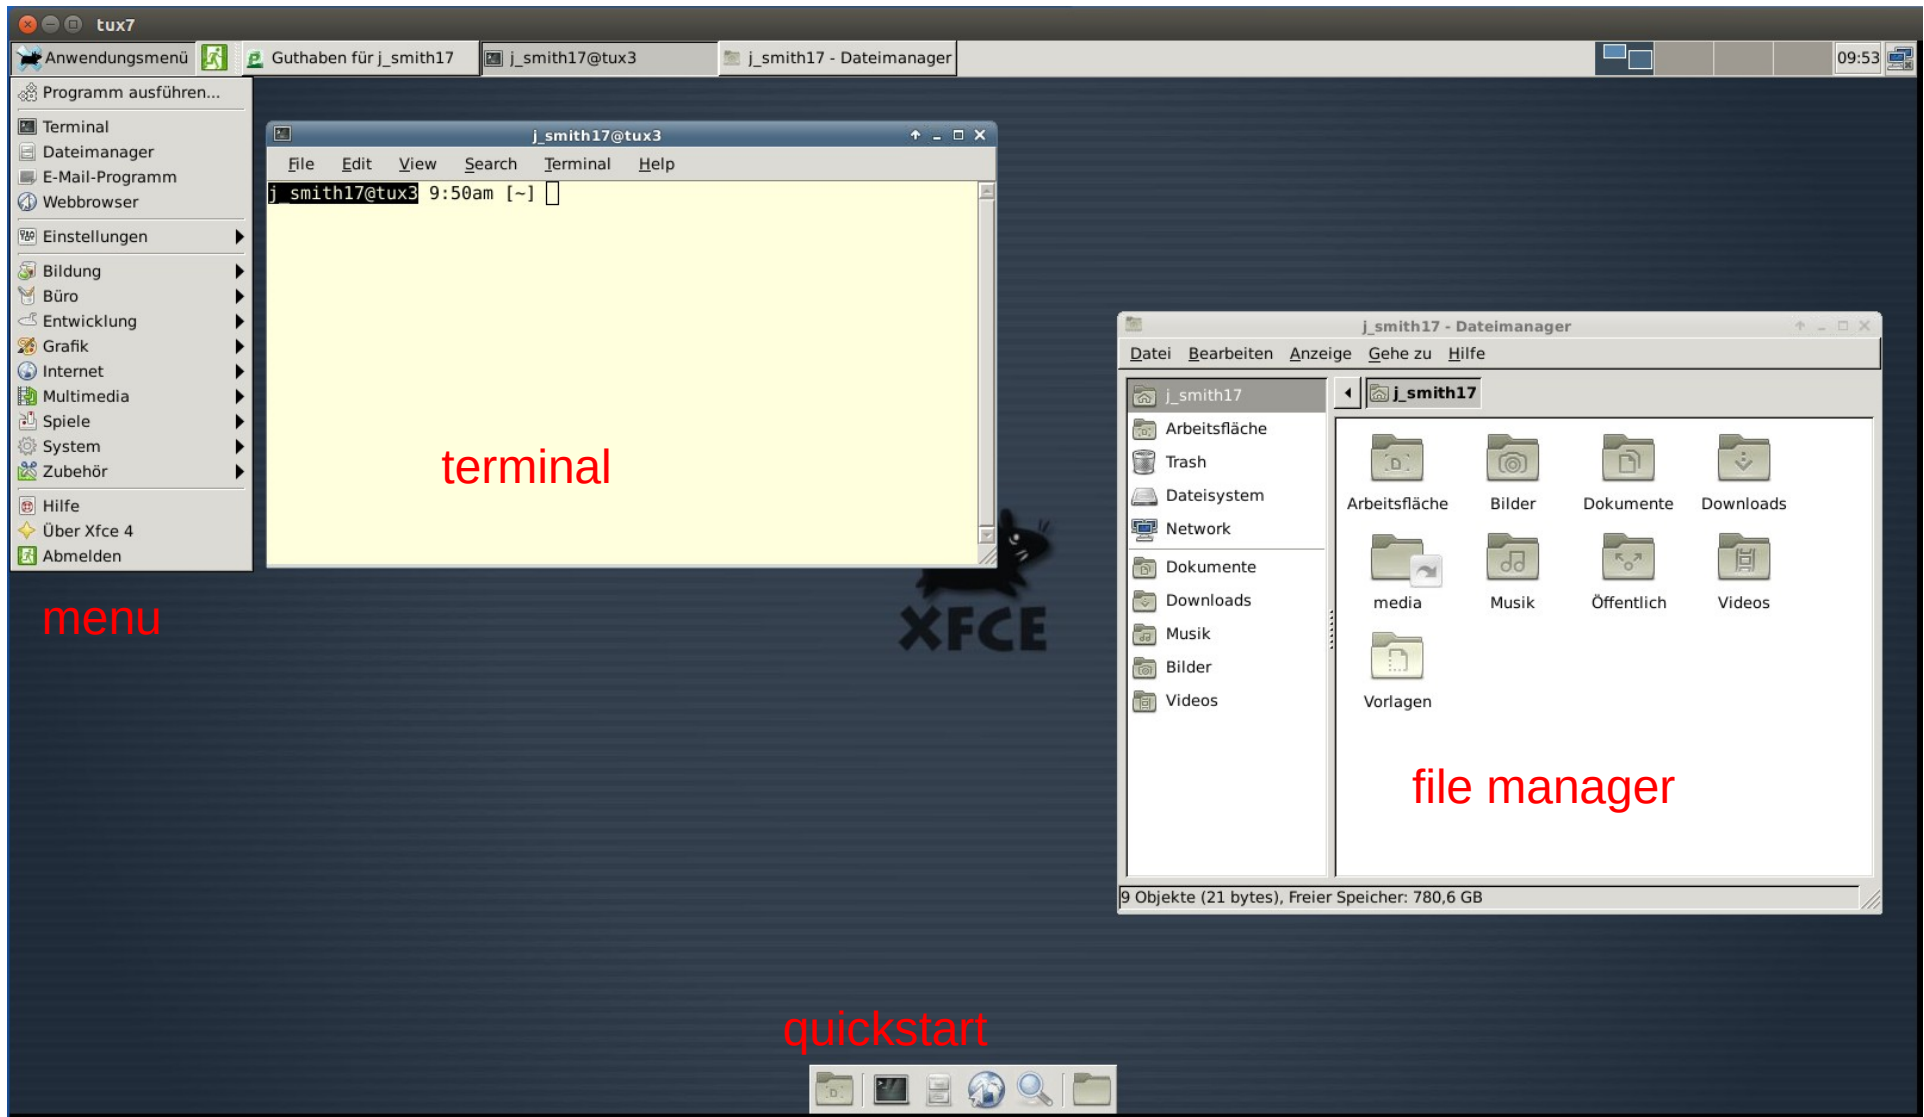 tux7
Anwendungsmenü
Guthaben für j_smith17
j_smith17@tux3
j_smith17 - Dateimanager
09:53
Programm ausführen...
Terminal
Dateimanager
E-Mail-Programm
Webbrowser
Einstellungen
Bildung
Büro
Entwicklung
Grafik
Internet
Multimedia
Spiele
System
Zubehör
Hilfe
Über Xfce 4
Abmelden
menu
j_smith17@tux3
File Edit View Search Terminal Help
j_smith17@tux3 9:50am [~]
terminal
XFCE
j_smith17 - Dateimanager
Datei Bearbeiten Anzeige Gehe zu Hilfe
j_smith17
Arbeitsfläche
Trash
Dateisystem
Network
Dokumente
Downloads
Musik
Bilder
Videos
j_smith17
Arbeitsfläche Bilder Dokumente Downloads
media Musik Öffentlich Videos
Vorlagen
file manager
9 Objekte (21 bytes), Freier Speicher: 780,6 GB
quickstart